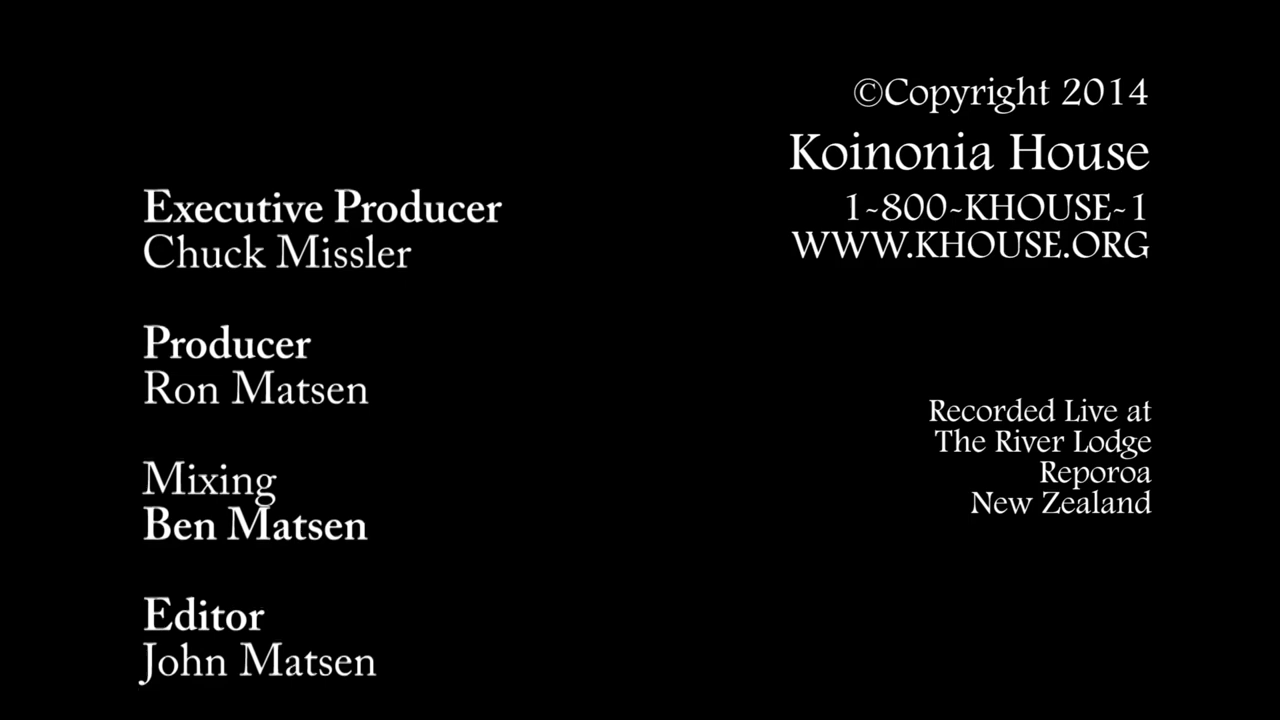 Executive Producer
Chuck Missler
Producer
Ron Matsen
Mixing
Ben Matsen
Editor
John Matsen
©Copyright 2014
Koinonia House
1-800-KHOUSE-1
WWW.KHOUSE.ORG
Recorded Live at
The River Lodge
Reporoa
New Zealand